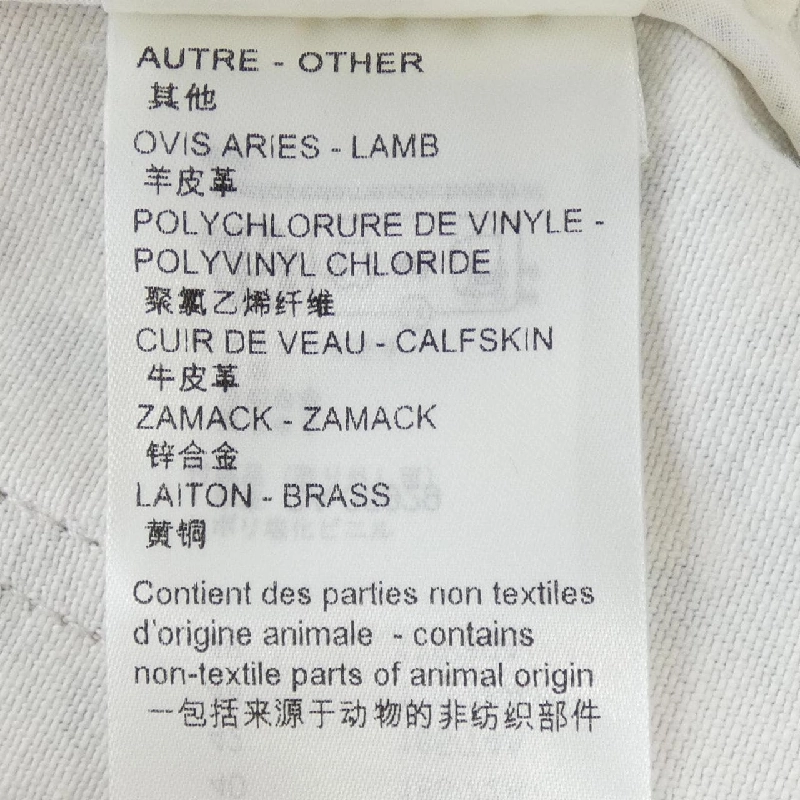 AUTRE - OTHER
其他
OVIS ARIES - LAMB
羊皮革
POLYCHLORURE DE VINYLE -
POLYVINYL CHLORIDE
聚氯乙烯纤维
CUIR DE VEAU - CALFSKIN
牛皮革
ZAMACK - ZAMACK
锌合金
LAITON - BRASS
黄铜
Contient des parties non textiles
d'origine animale - contains
non-textile parts of animal origin
一包括来源于动物的非纺织部件